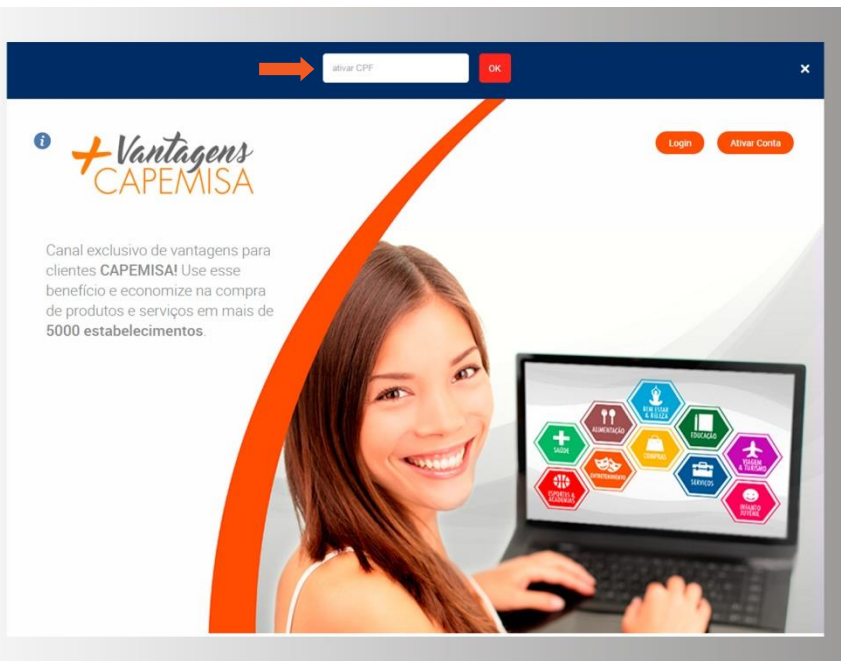 ativar CPF
OK
×
i
+Vantagens
CAPEMISA
Login
Ativar Conta
Canal exclusivo de vantagens para
clientes CAPEMISA! Use esse
benefício e economize na compra
de produtos e serviços em mais de
5000 estabelecimentos.
BEM ESTAR
& BELEZA
ALIMENTAÇÃO
EDUCAÇÃO
SAÚDE
COMPRAS
VIAGEM
& TURISMO
ENTRETENIMENTO
SERVIÇOS
ESPORTES &
ACADEMIAS
INFANTO
JUVENIL